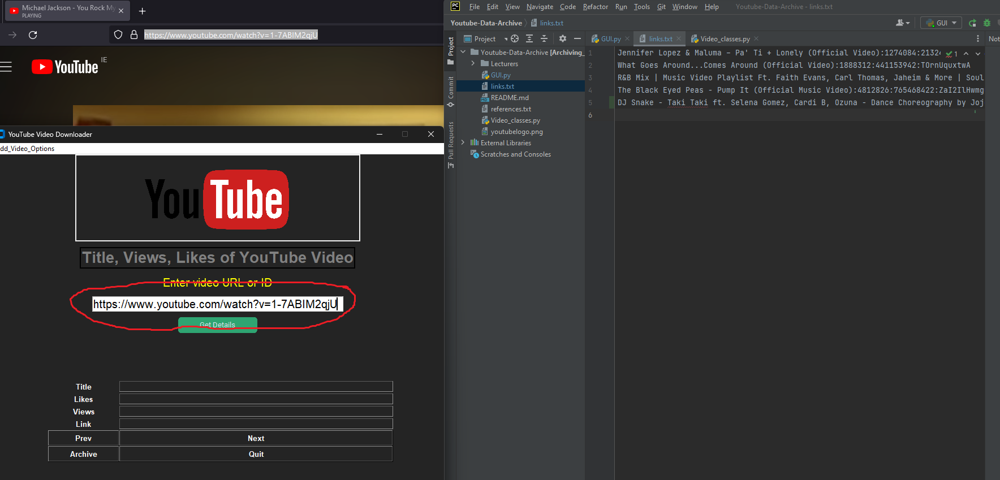 Michael Jackson - You Rock My
PLAYING
https://www.youtube.com/watch?v=1-7ABIM2qjU
YouTube IE
YouTube Video Downloader
dd_Video_Options
YouTube
Title, Views, Likes of YouTube Video
Enter video URL or ID
https://www.youtube.com/watch?v=1-7ABIM2qjU
Get Details
Title
Likes
Views
Link
Prev Next
Archive Quit
PC File Edit View Navigate Code Refactor Run Tools Git Window Help Youtube-Data-Archive - links.txt
Youtube-Data-Archive links.txt GUI
Project
Commit
Pull Requests
Project
Youtube-Data-Archive [Archiving_
Lecturers
GUI.py
links.txt
README.md
references.txt
Video_classes.py
youtubelogo.png
External Libraries
Scratches and Consoles
GUI.py links.txt Video_classes.py Not
1 Jennifer Lopez & Maluma – Pa' Ti + Lonely (Official Video):1274084:21324 1
2 What Goes Around...Comes Around (Official Video):1888312:441153942:TOrnUquxtwA
3 R&B Mix | Music Video Playlist Ft. Faith Evans, Carl Thomas, Jaheim & More | Soul
4 The Black Eyed Peas - Pump It (Official Music Video):4812826:765468422:ZaI2IlHwmg
5 DJ Snake - Taki Taki ft. Selena Gomez, Cardi B, Ozuna - Dance Choreography by Joj
6